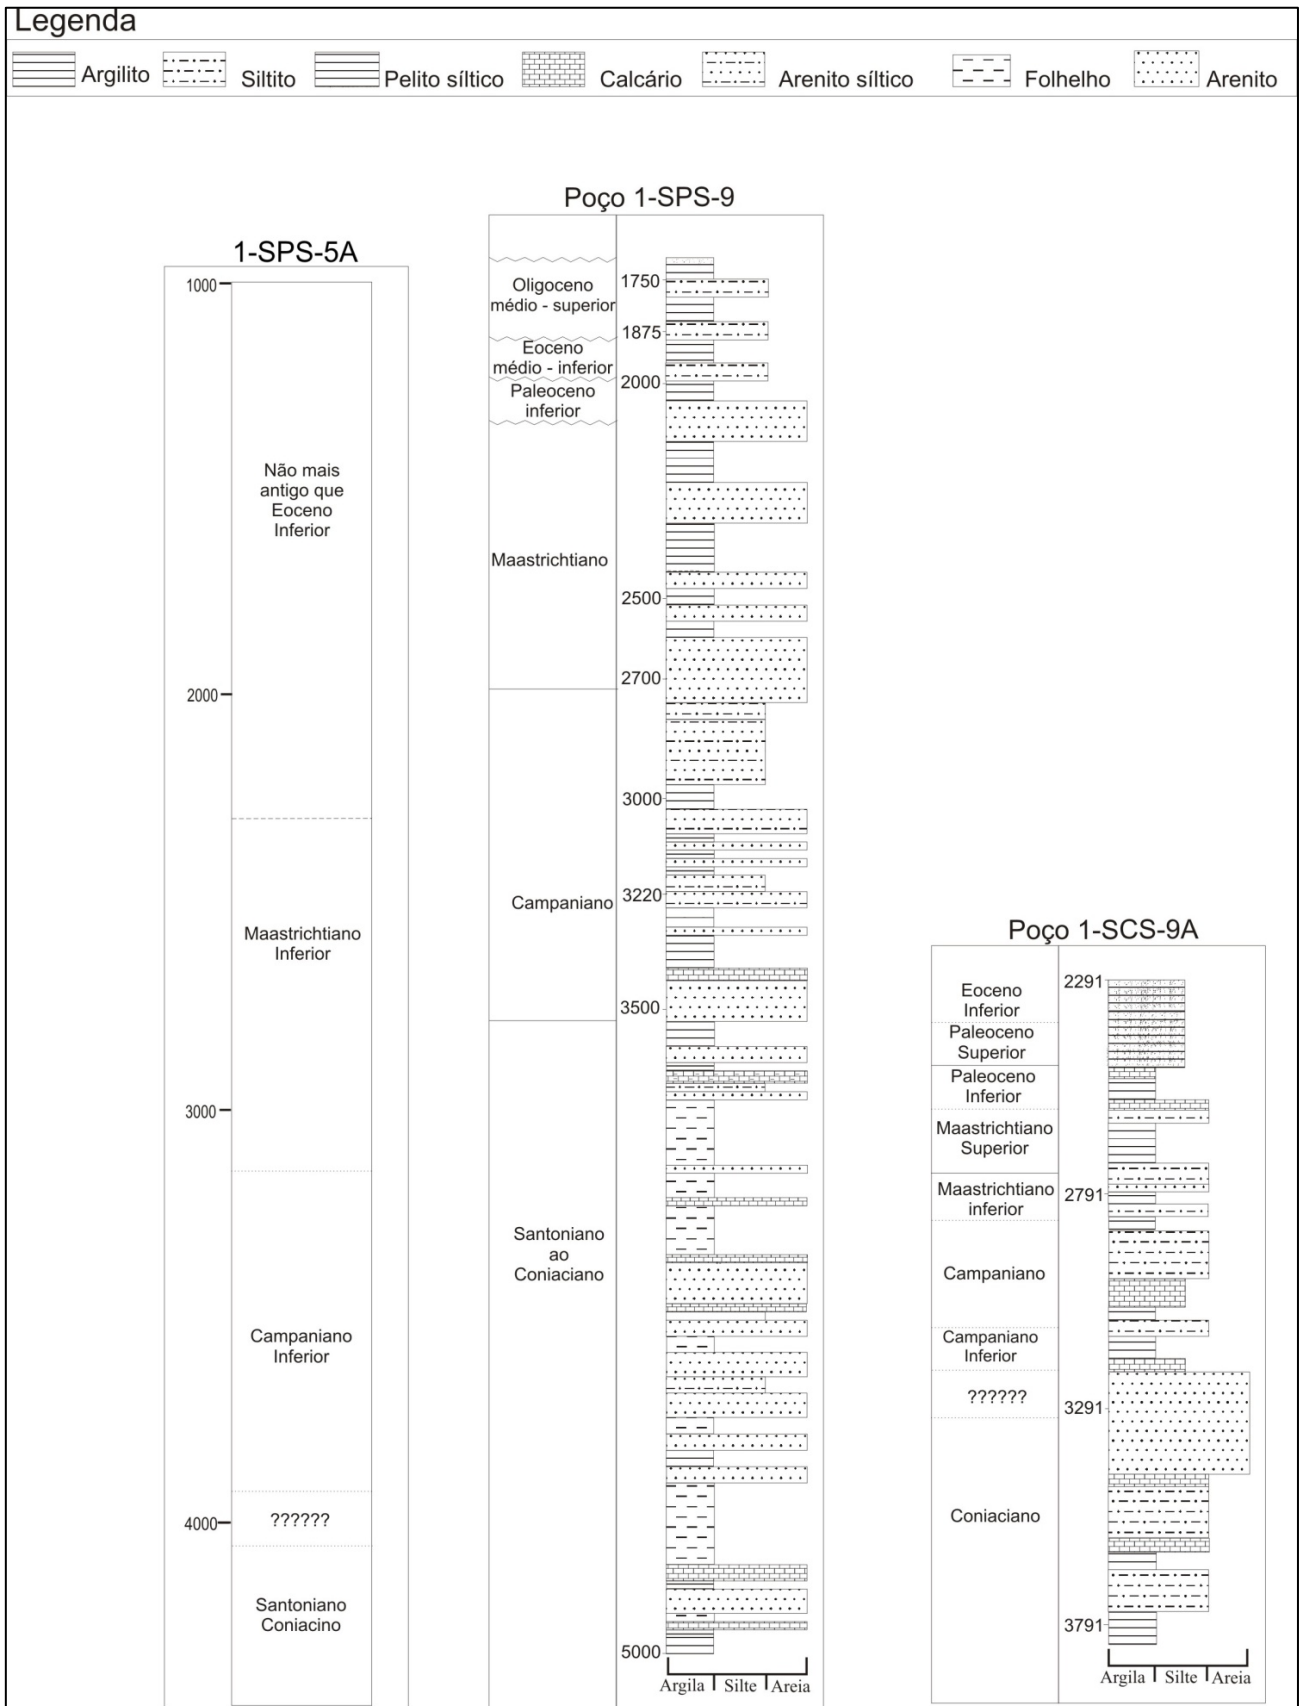 Legenda
Argilito Siltito Pelito síltico Calcário Arenito síltico Folhelho Arenito
1-SPS-5A
1000
Não mais
antigo que
Eoceno
Inferior
2000
Maastrichtiano
Inferior
3000
Campaniano
Inferior
4000
??????
Santoniano
Coniacino
Poço 1-SPS-9
Oligoceno
médio - superior
Eoceno
médio - inferior
Paleoceno
inferior
Maastrichtiano
Campaniano
Santoniano
ao
Coniaciano
1750
1875
2000
2500
2700
3000
3220
3500
5000
Argila Silte Areia
Poço 1-SCS-9A
Eoceno
Inferior
Paleoceno
Superior
Paleoceno
Inferior
Maastrichtiano
Superior
Maastrichtiano
inferior
Campaniano
Campaniano
Inferior
??????
Coniaciano
2291
2791
3291
3791
Argila Silte Areia